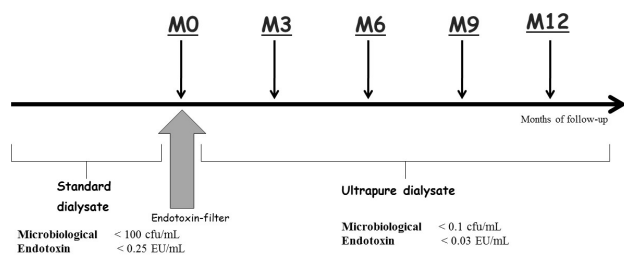 M0 M3 M6 M9 M12
Months of follow-up
Standard
dialysate
Endotoxin-filter
Microbiological < 100 cfu/mL
Endotoxin < 0.25 EU/mL
Ultrapure dialysate
Microbiological < 0.1 cfu/mL
Endotoxin < 0.03 EU/mL